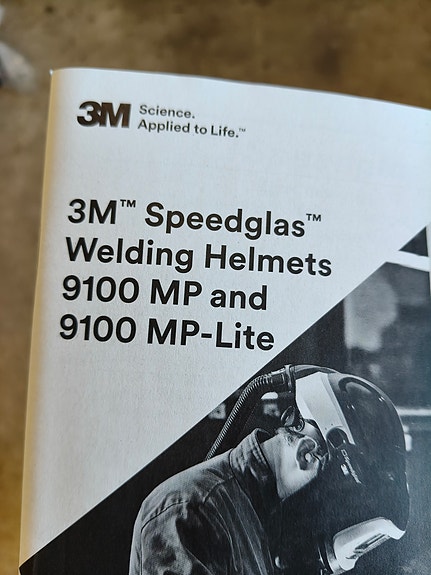 3M Science.
Applied to Life.™
3M™ Speedglas™
Welding Helmets
9100 MP and
9100 MP-Lite